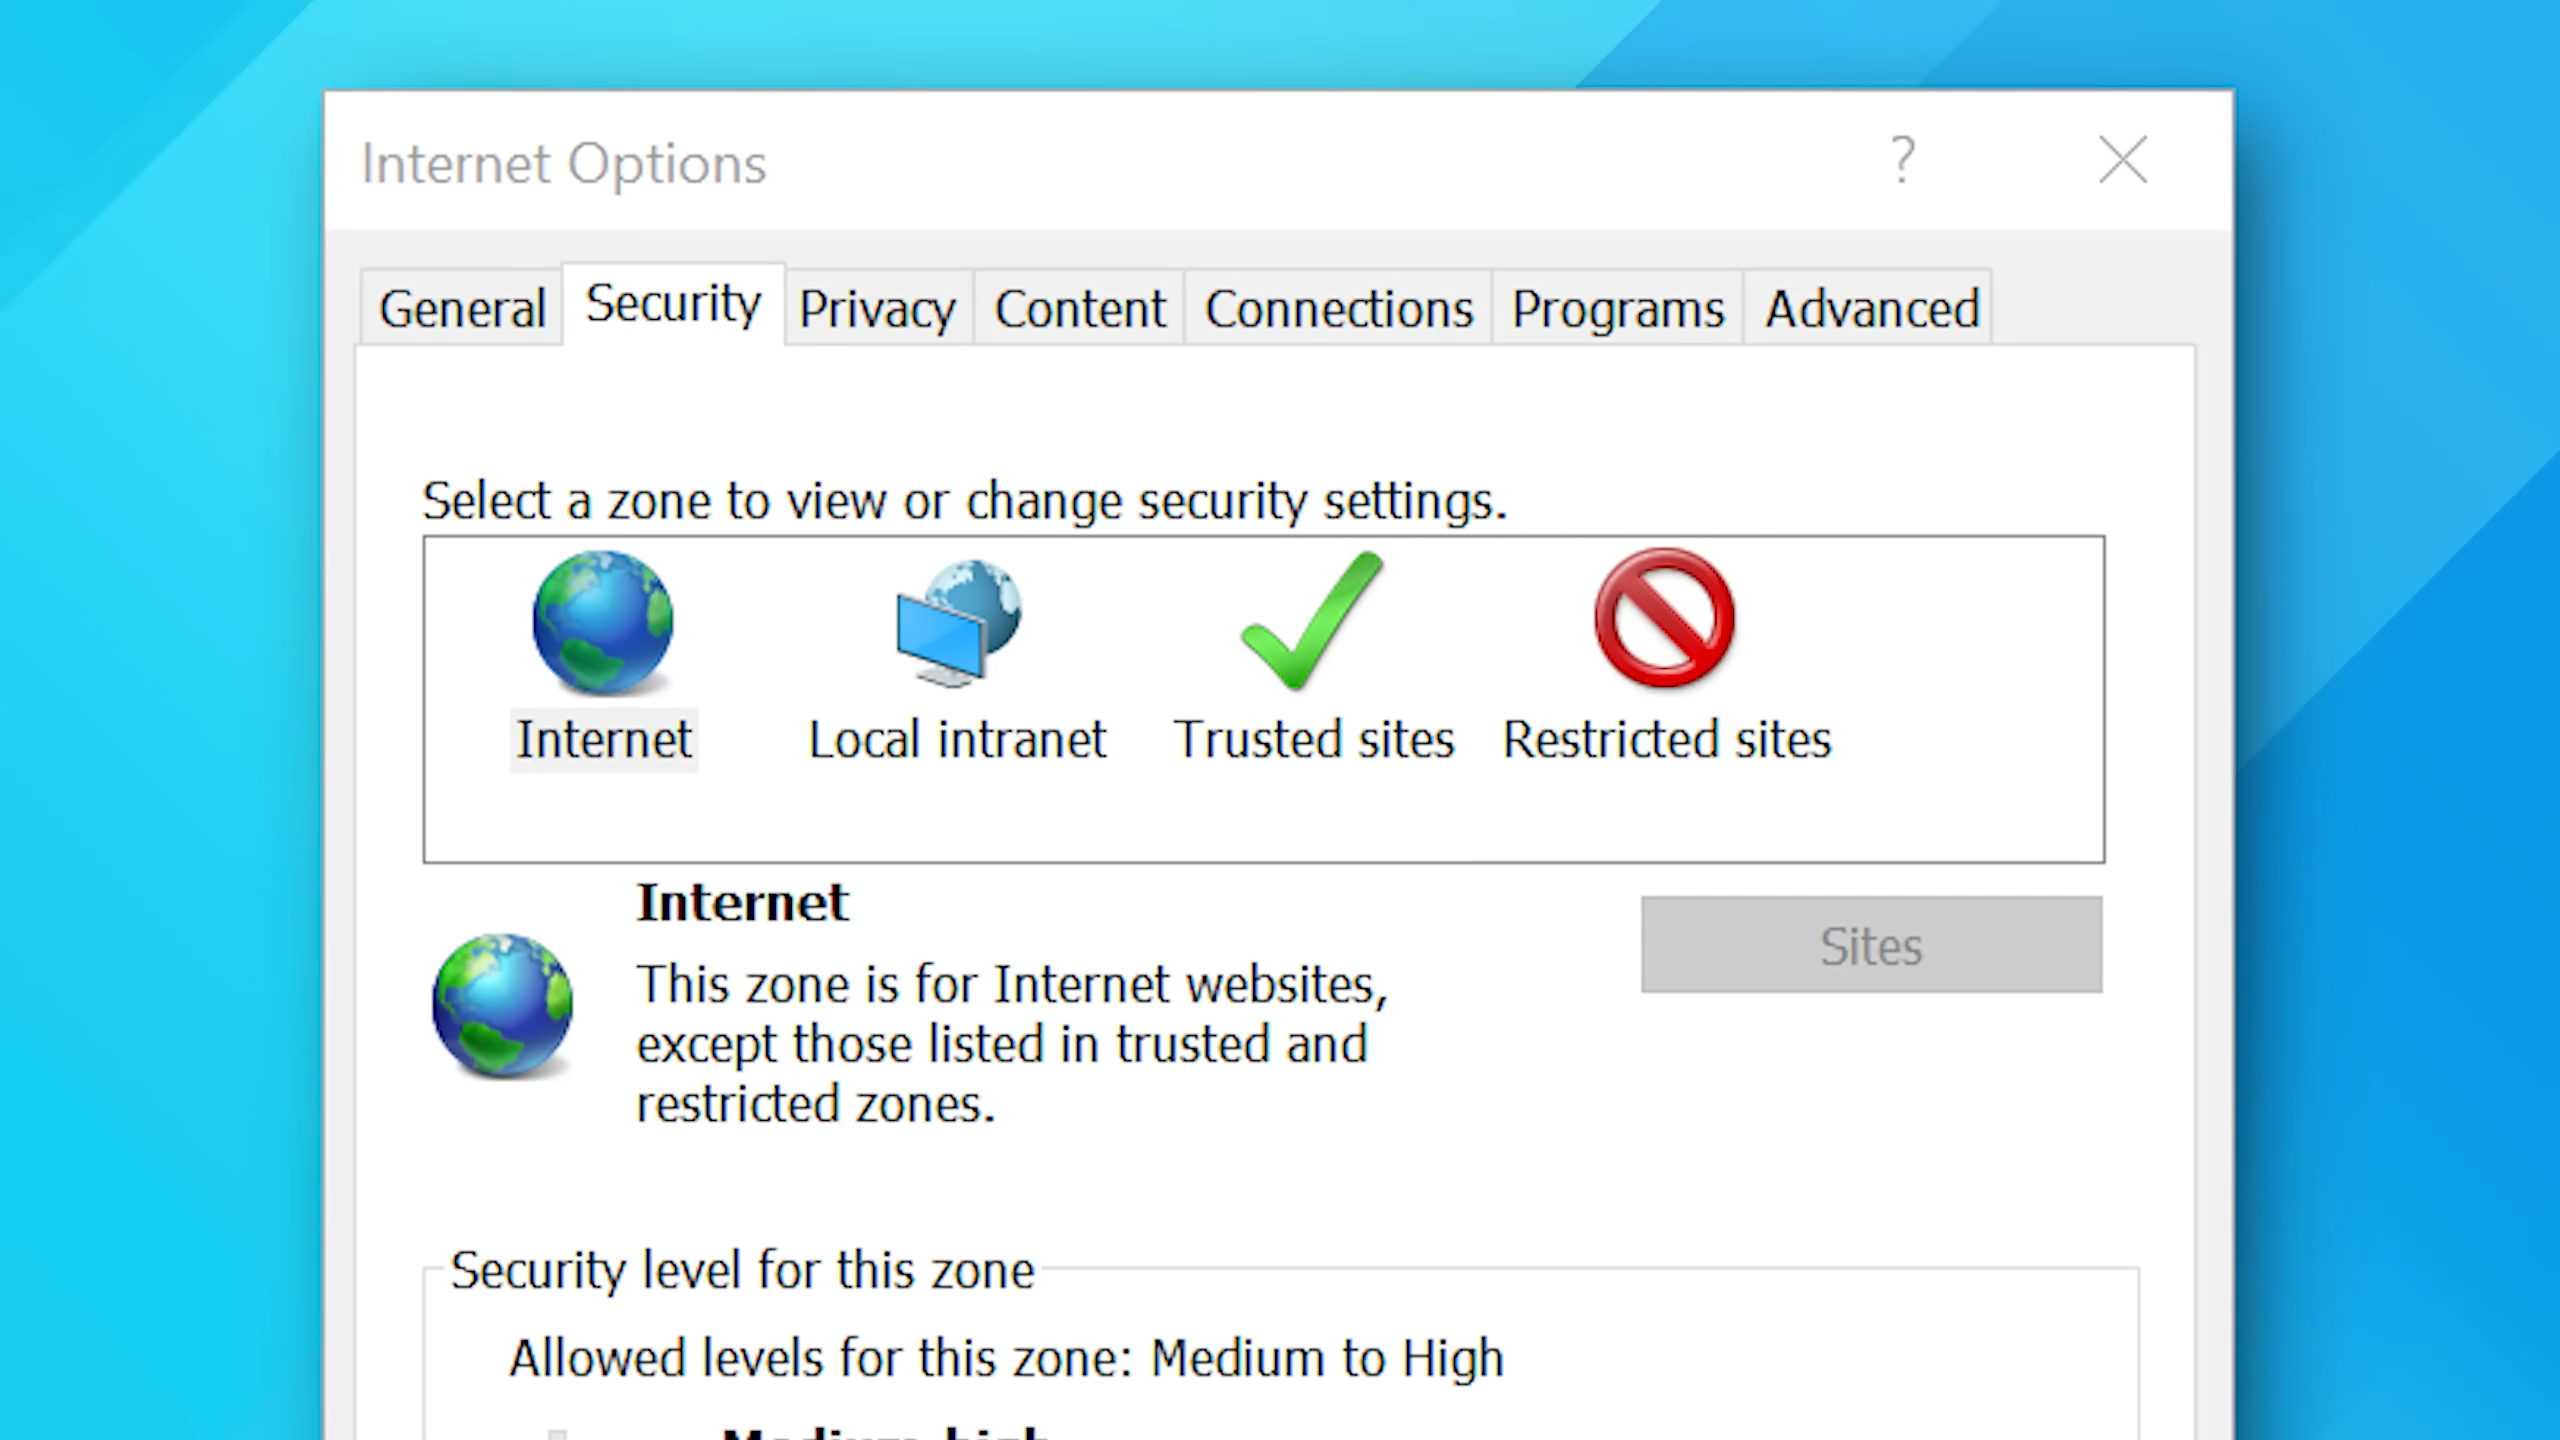 Internet Options
?
General Security Privacy Content Connections Programs Advanced
Select a zone to view or change security settings.
Internet Local intranet Trusted sites Restricted sites
Internet
Sites
This zone is for Internet websites,
except those listed in trusted and
restricted zones.
Security level for this zone
Allowed levels for this zone: Medium to High
Medium-high